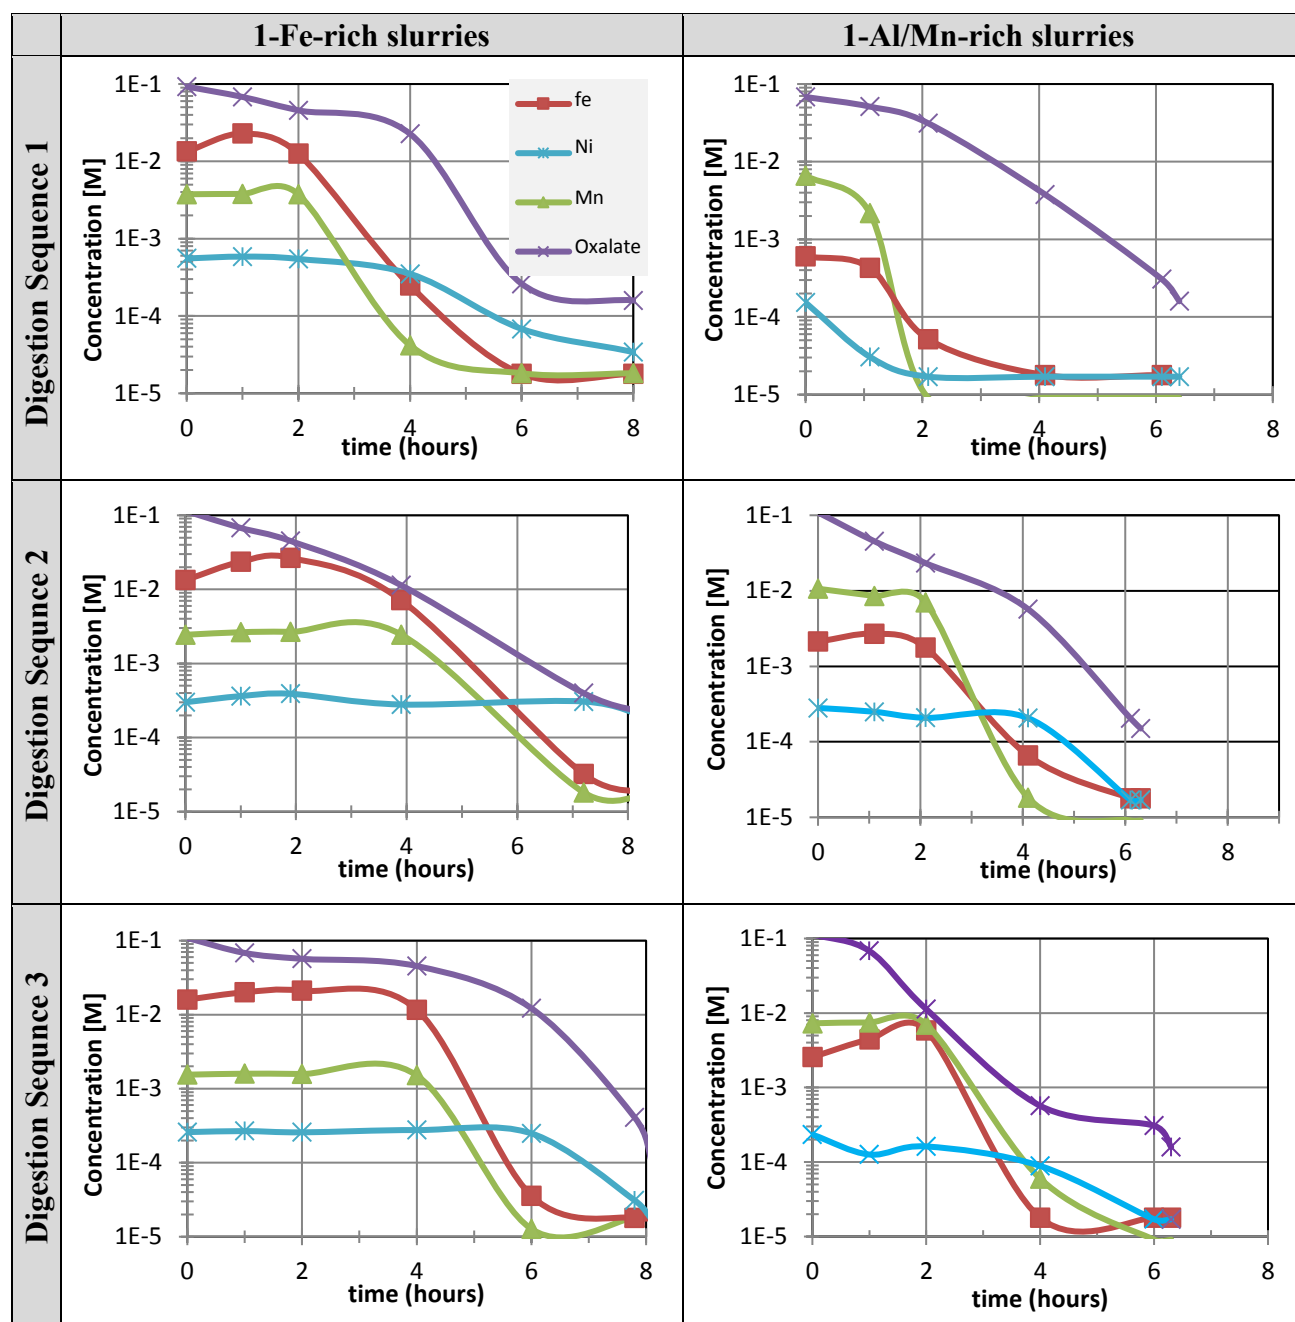 1-Fe-rich slurries
1-Al/Mn-rich slurries
Digestion Sequence 1
Concentration [M]
1E-1
1E-2
1E-3
1E-4
1E-5
0
2
4
6
8
time (hours)
fe
Ni
Mn
Oxalate
Concentration [M]
1E-1
1E-2
1E-3
1E-4
1E-5
0
2
4
6
8
time (hours)
Digestion Sequnce 2
Concentration [M]
1E-1
1E-2
1E-3
1E-4
1E-5
0
2
4
6
8
time (hours)
Concentration [M]
1E-1
1E-2
1E-3
1E-4
1E-5
0
2
4
6
8
time (hours)
Digestion Sequnce 3
Concentration [M]
1E-1
1E-2
1E-3
1E-4
1E-5
0
2
4
6
8
time (hours)
Concentration [M]
1E-1
1E-2
1E-3
1E-4
1E-5
0
2
4
6
8
time (hours)